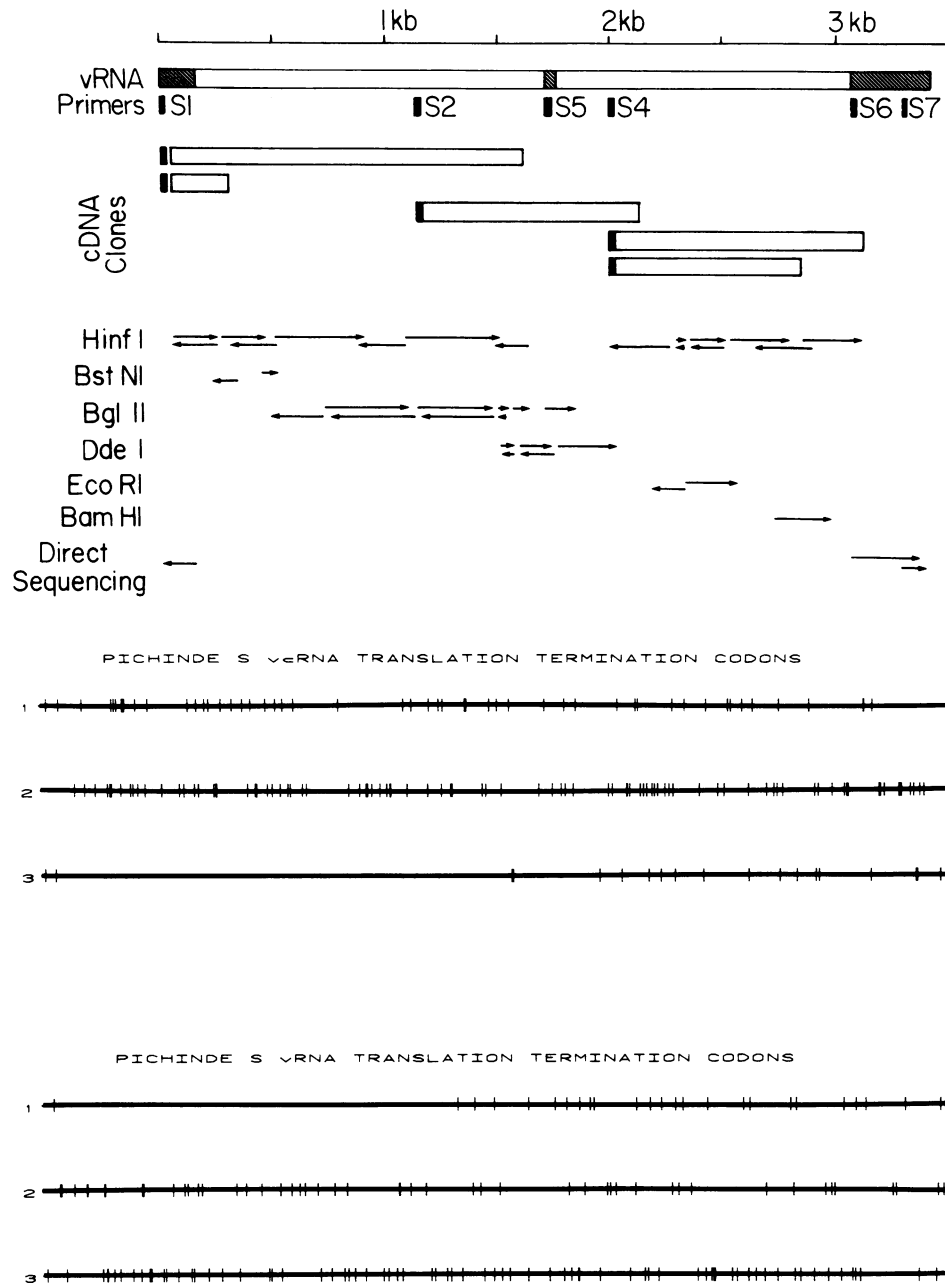 1kb 2kb 3kb
vRNA
Primers S1 S2 S5 S4 S6 S7
cDNA
Clones
Hinf I
Bst NI
Bgl II
Dde I
Eco RI
Bam HI
Direct
Sequencing
PICHINDE S vcRNA TRANSLATION TERMINATION CODONS
1
2
3
PICHINDE S vRNA TRANSLATION TERMINATION CODONS
1
2
3